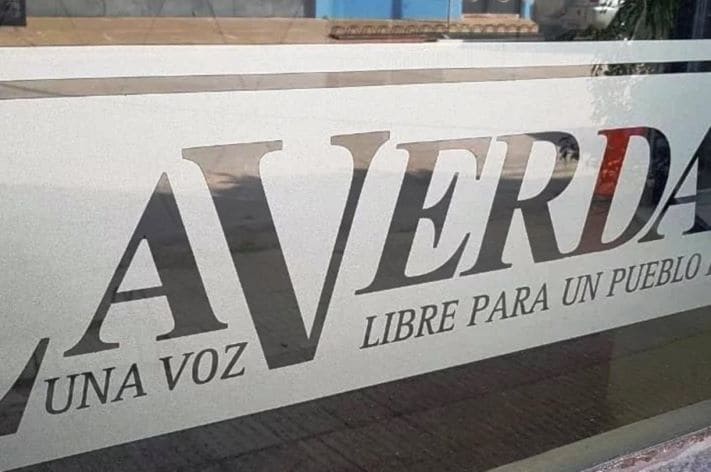 LAVERDA
UNA VOZ LIBRE PARA UN PUEBLO